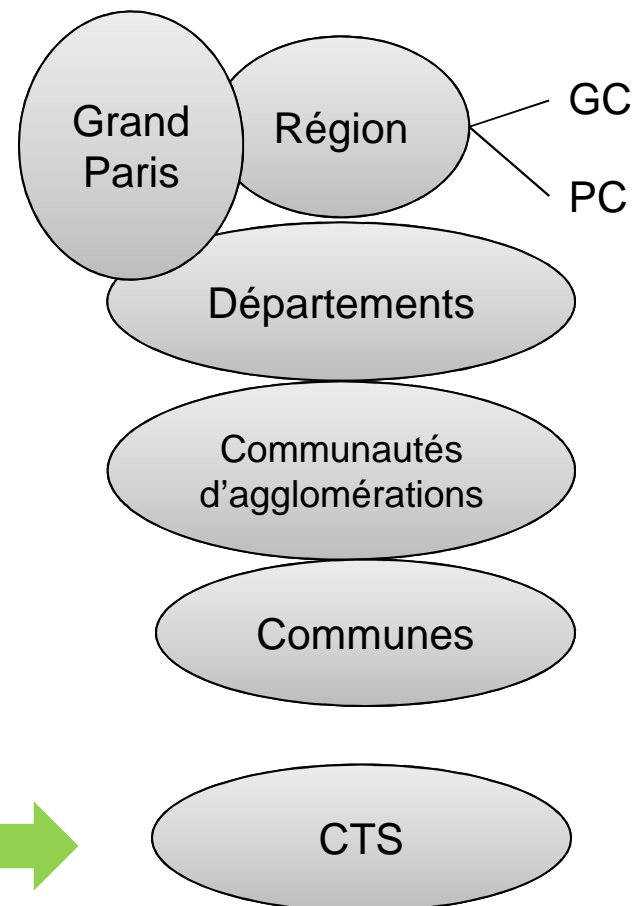 Grand
Paris
Région
GC
PC
Départements
Communautés
d’agglomérations
Communes
CTS